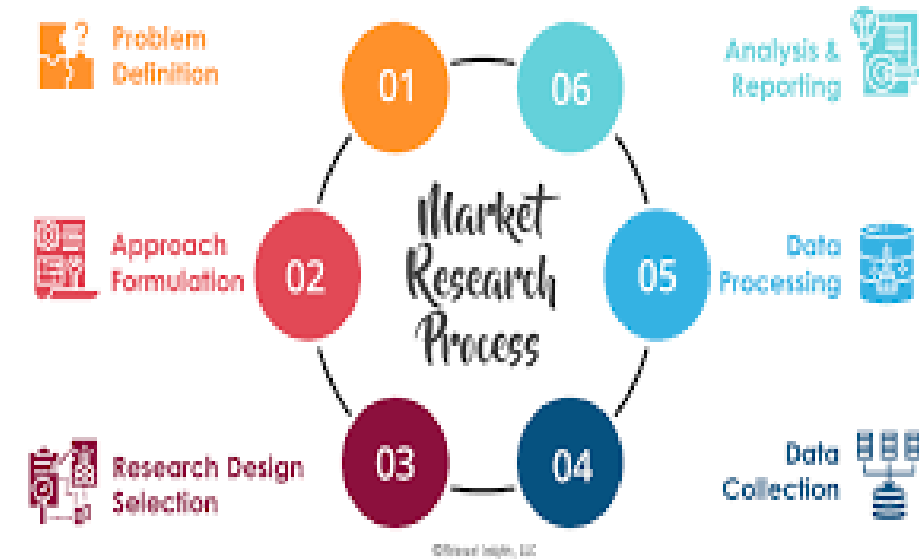 01
Problem
Definition
02
Approach
Formulation
03
Research Design
Selection
04
Data
Collection
05
Data
Processing
06
Analysis &
Reporting
Market
Research
Process
LLC